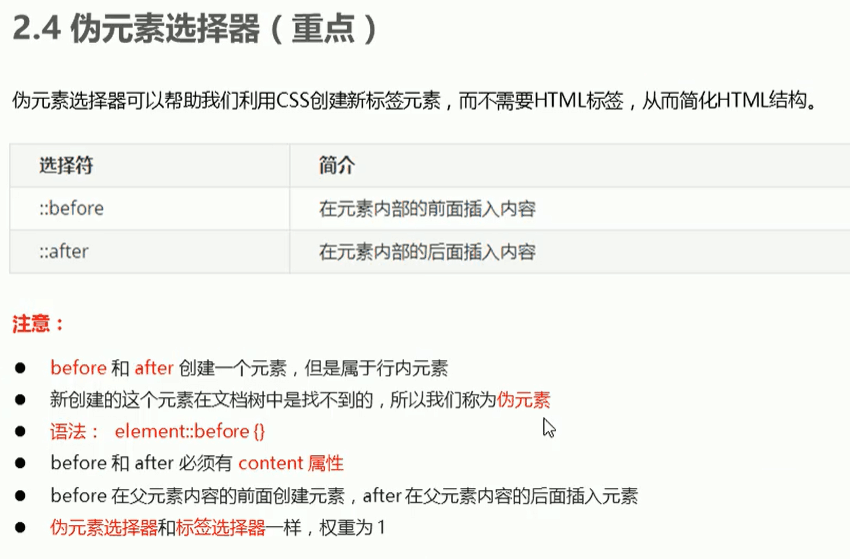 2.4 伪元素选择器（重点）
伪元素选择器可以帮助我们利用CSS创建新标签元素，而不需要HTML标签，从而简化HTML结构。
选择符 简介
::before 在元素内部的前面插入内容
::after 在元素内部的后面插入内容
注意：
● before 和 after 创建一个元素，但是属于行内元素
● 新创建的这个元素在文档树中是找不到的，所以我们称为伪元素
● 语法： element::before {}
● before 和 after 必须有 content 属性
● before 在父元素内容的前面创建元素，after 在父元素内容的后面插入元素
● 伪元素选择器和标签选择器一样，权重为 1